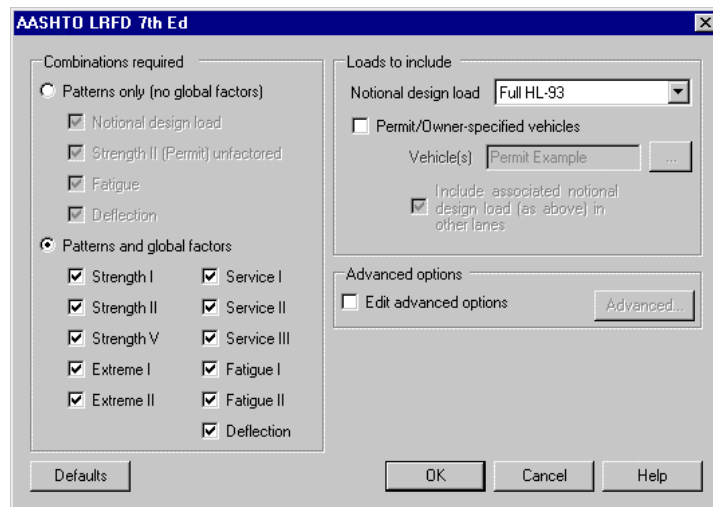 AASHTO LRFD 7th Ed
Combinations required
Patterns only (no global factors)
Notional design load
Strength II (Permit) unfactored
Fatigue
Deflection
Patterns and global factors
Strength I
Service I
Strength II
Service II
Strength V
Service III
Extreme I
Fatigue I
Extreme II
Fatigue II
Deflection
Loads to include
Notional design load
Full HL-93
Permit/Owner-specified vehicles
Vehicle(s)
Permit Example
...
Include associated notional
design load (as above) in
other lanes
Advanced options
Edit advanced options
Advanced...
Defaults
OK
Cancel
Help